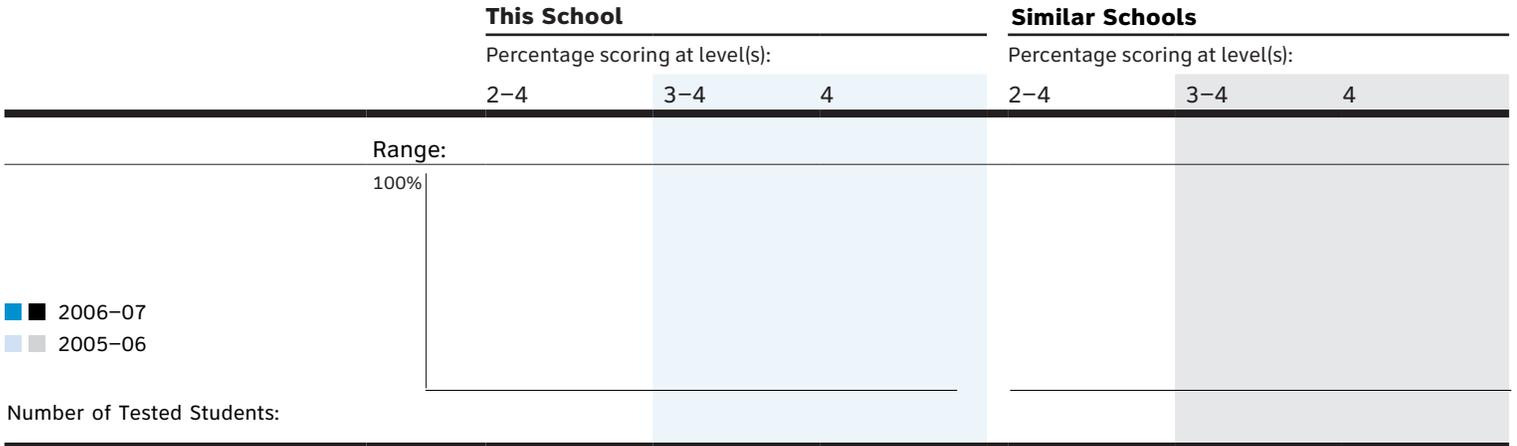 This School Similar Schools
Percentage scoring at level(s): Percentage scoring at level(s):
2–4 3–4 4 2–4 3–4 4
Range:
100%
2006–07
2005–06
Number of Tested Students: